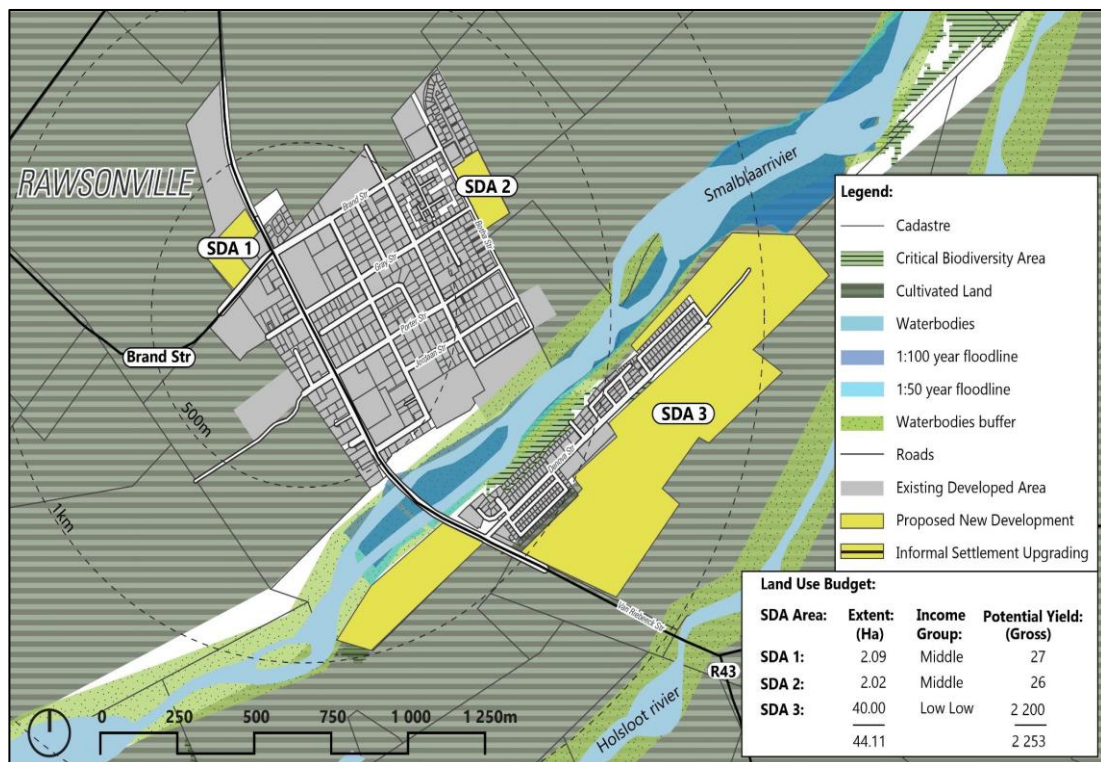 RAWSONVILLE
SDA 1
SDA 2
SDA 3
Brand Str
Brand Str
Gray Str
Porter Str
Van Riebeeck Str
Smalblaarrivier
Holsloot rivier
R43
500m
1km
0 250 500 750 1 000 1 250m
Legend:
Cadastre
Critical Biodiversity Area
Cultivated Land
Waterbodies
1:100 year floodline
1:50 year floodline
Waterbodies buffer
Roads
Existing Developed Area
Proposed New Development
Informal Settlement Upgrading
Land Use Budget:
SDA Area: Extent: (Ha) Income Group: Potential Yield: (Gross)
SDA 1: 2.09 Middle 27
SDA 2: 2.02 Middle 26
SDA 3: 40.00 Low Low 2 200
44.11 2 253